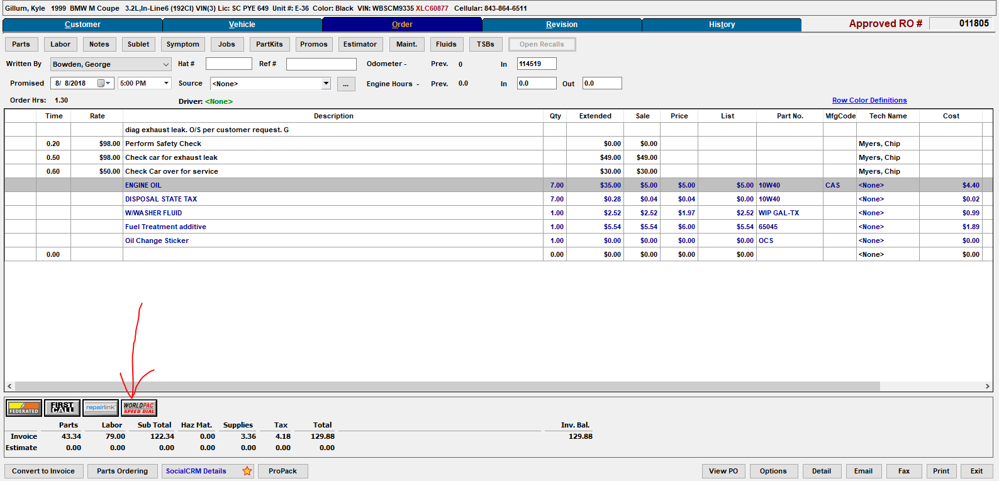 Gillum, Kyle 1999 BMW M Coupe 3.2L,In-Line6 (192CI) VIN(3) Lic: SC PYE 649 Unit #: E-36 Color: Black VIN: WBSCM9335 XLC60877 Cellular: 843-864-6511
Customer Vehicle Order Revision History Approved RO # 011805
Parts Labor Notes Sublet Symptom Jobs PartKits Promos Estimator Maint. Fluids TSBs Open Recalls
Written By Bowden, George Hat # Ref # Odometer - Prev. 0 In 114519
Promised 8/ 8/2018 5:00 PM Source <None> ... Engine Hours - Prev. 0.0 In 0.0 Out 0.0
Order Hrs: 1.30 Driver: <None> Row Color Definitions
Time Rate Description Qty Extended Sale Price List Part No. MfgCode Tech Name Cost
diag exhaust leak. O/S per customer request. G
0.20 $98.00 Perform Safety Check $0.00 $0.00 Myers, Chip
0.50 $98.00 Check car for exhaust leak $49.00 $49.00 Myers, Chip
0.60 $50.00 Check Car over for service $30.00 $30.00 Myers, Chip
ENGINE OIL 7.00 $35.00 $5.00 $5.00 $5.00 10W40 CAS <None> $4.40
DISPOSAL STATE TAX 7.00 $0.28 $0.04 $0.04 $0.00 10W40 <None> $0.02
W/WASHER FLUID 1.00 $2.52 $2.52 $1.97 $2.52 WIP GAL-TX <None> $0.99
Fuel Treatment additive 1.00 $5.54 $5.54 $6.00 $5.54 65045 <None> $1.89
Oil Change Sticker 1.00 $0.00 $0.00 $0.00 $0.00 OCS <None> $0.00
0.00 0.00 $0.00 $0.00 $0.00 $0.00 <None> $0.00
FEDERATED FIRST CALL repairlink WORLDPAC SPEED DIAL
Parts Labor Sub Total Haz Mat. Supplies Tax Total Inv. Bal.
Invoice 43.34 79.00 122.34 0.00 3.36 4.18 129.88 129.88
Estimate 0.00 0.00 0.00 0.00 0.00 0.00 0.00
Convert to Invoice Parts Ordering SocialCRM Details ProPack View PO Options Detail Email Fax Print Exit